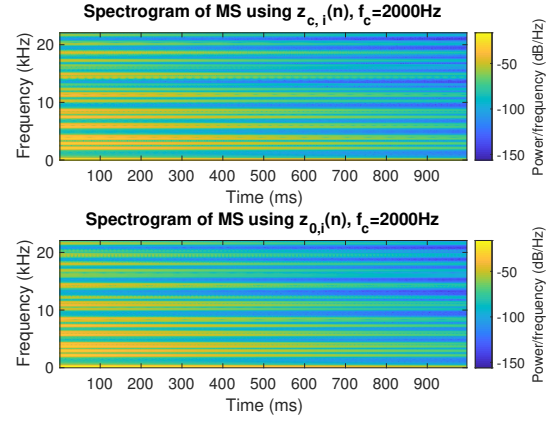 Spectrogram of MS using z_{c, i}(n), f_c=2000Hz
20
10
0
Frequency (kHz)
100 200 300 400 500 600 700 800 900
Time (ms)
-50
-100
-150
Power/frequency (dB/Hz)
Spectrogram of MS using z_{0,i}(n), f_c=2000Hz
20
10
0
Frequency (kHz)
100 200 300 400 500 600 700 800 900
Time (ms)
-50
-100
-150
Power/frequency (dB/Hz)